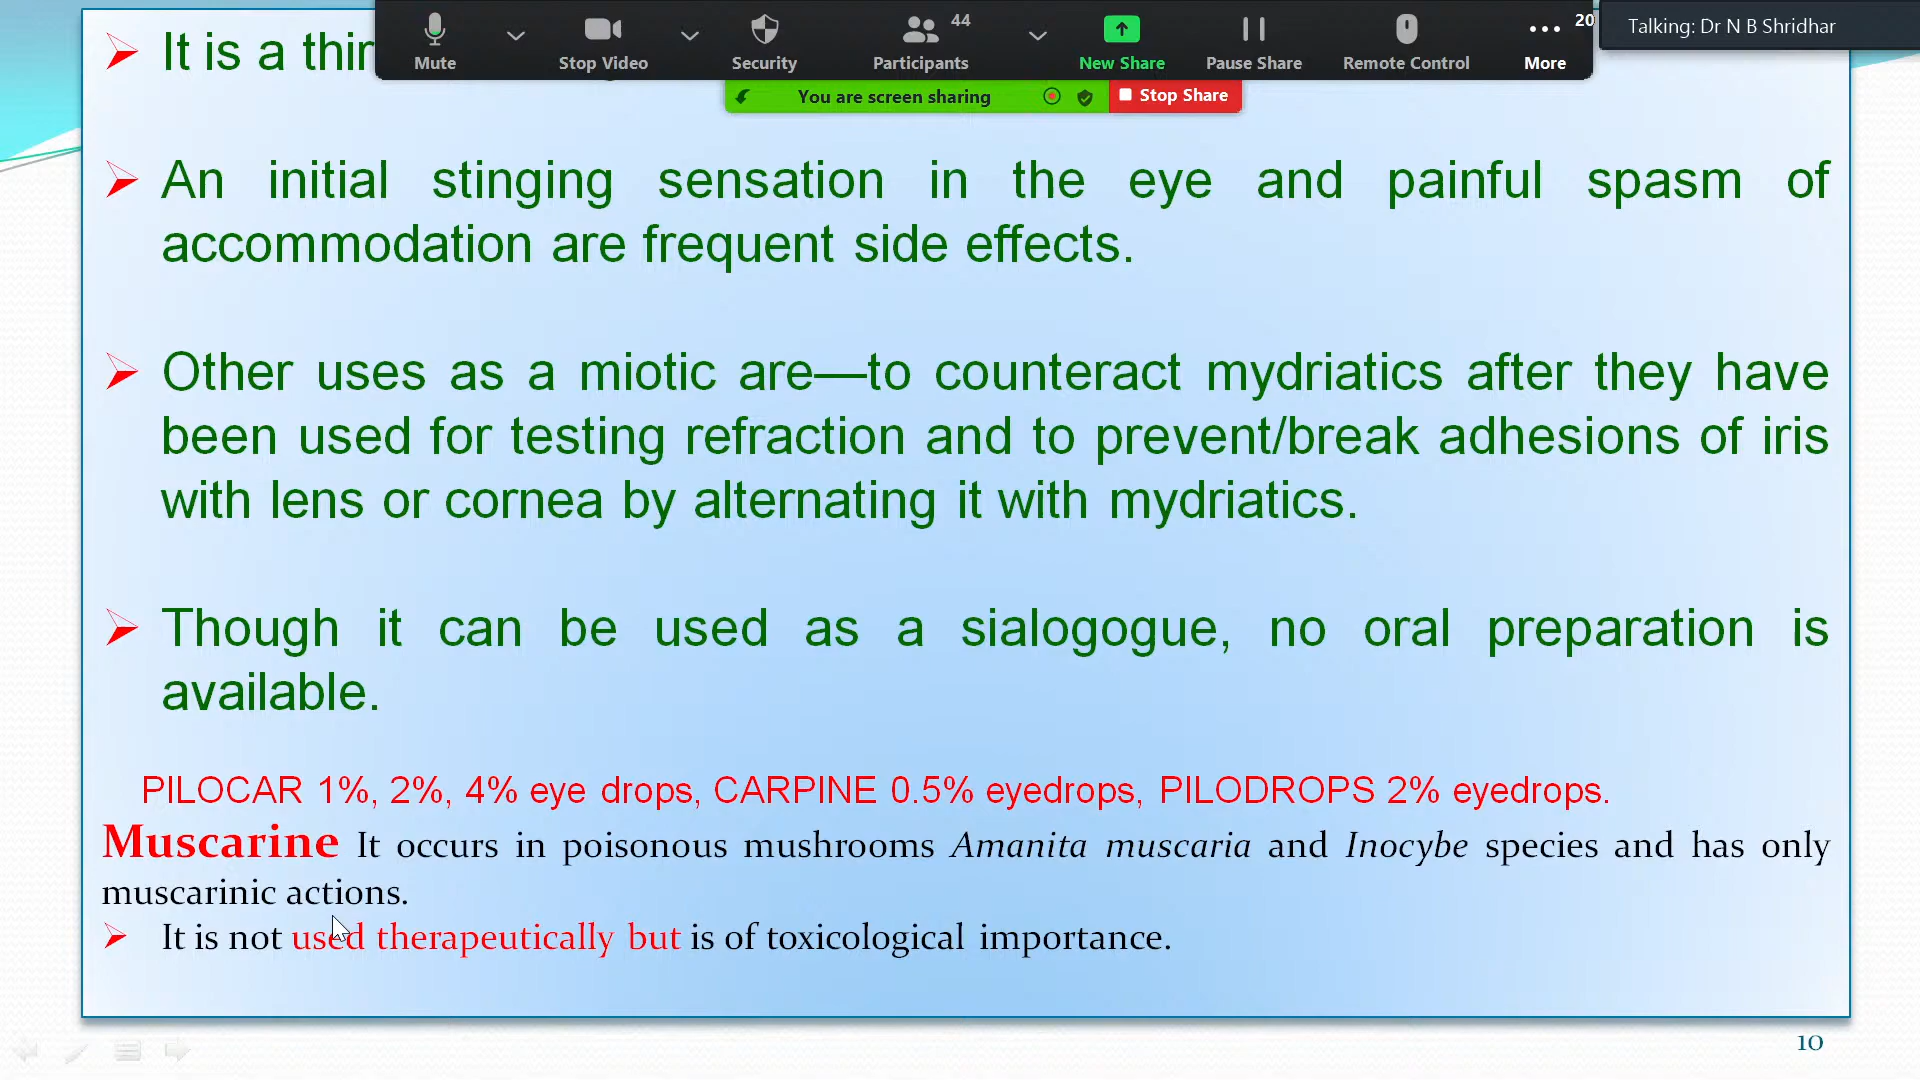 44
20
Talking: Dr N B Shridhar
Mute
Stop Video
Security
Participants
New Share
Pause Share
Remote Control
More
You are screen sharing
Stop Share
It is a
An initial stinging sensation in the eye and painful spasm of
accommodation are frequent side effects.
Other uses as a miotic are—to counteract mydriatics after they have
been used for testing refraction and to prevent/break adhesions of iris
with lens or cornea by alternating it with mydriatics.
Though it can be used as a sialogogue, no oral preparation is
available.
PILOCAR 1%, 2%, 4% eye drops, CARPINE 0.5% eyedrops, PILODROPS 2% eyedrops.
Muscarine It occurs in poisonous mushrooms Amanita muscaria and Inocybe species and has only
muscarinic actions.
It is not used therapeutically but is of toxicological importance.
10